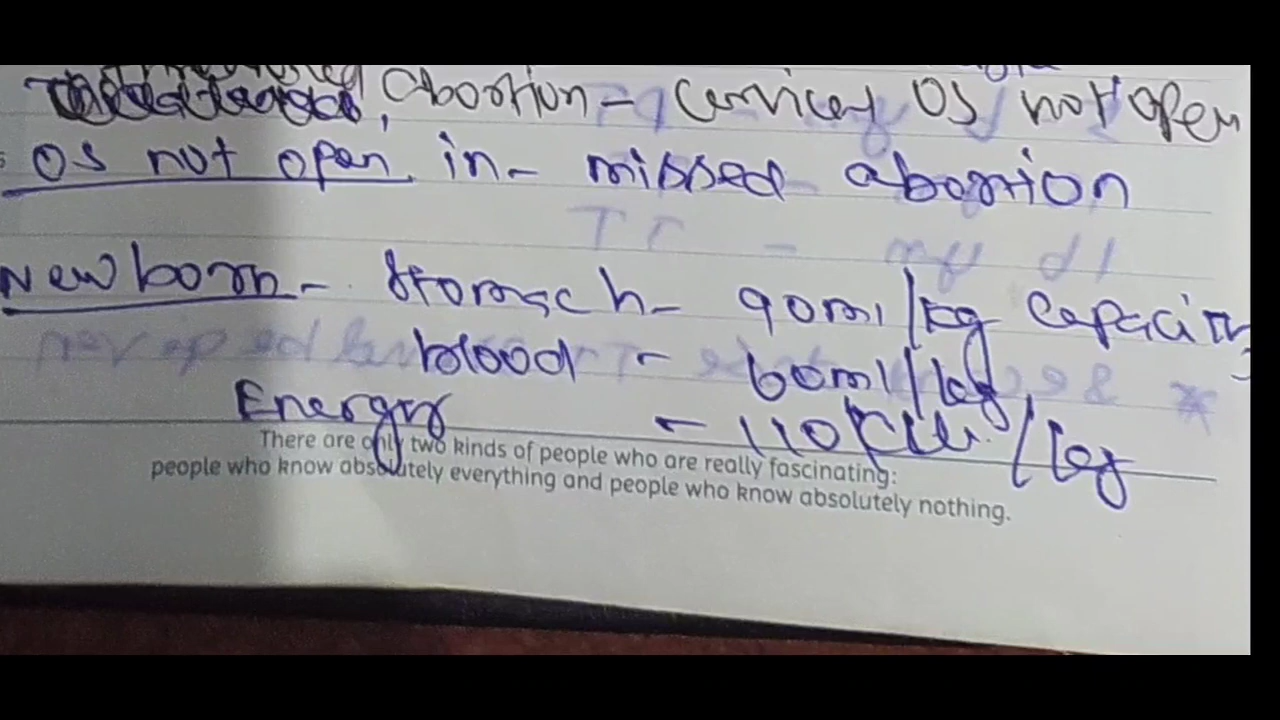 abortion - cervical OS not open
OS not open in - missed abortion
Newborn - Stomach - 90ml/kg capacity
blood - 60ml/kg
Energy - 110 Kcal/kg
There are only two kinds of people who are really fascinating:
people who know absolutely everything and people who know absolutely nothing.